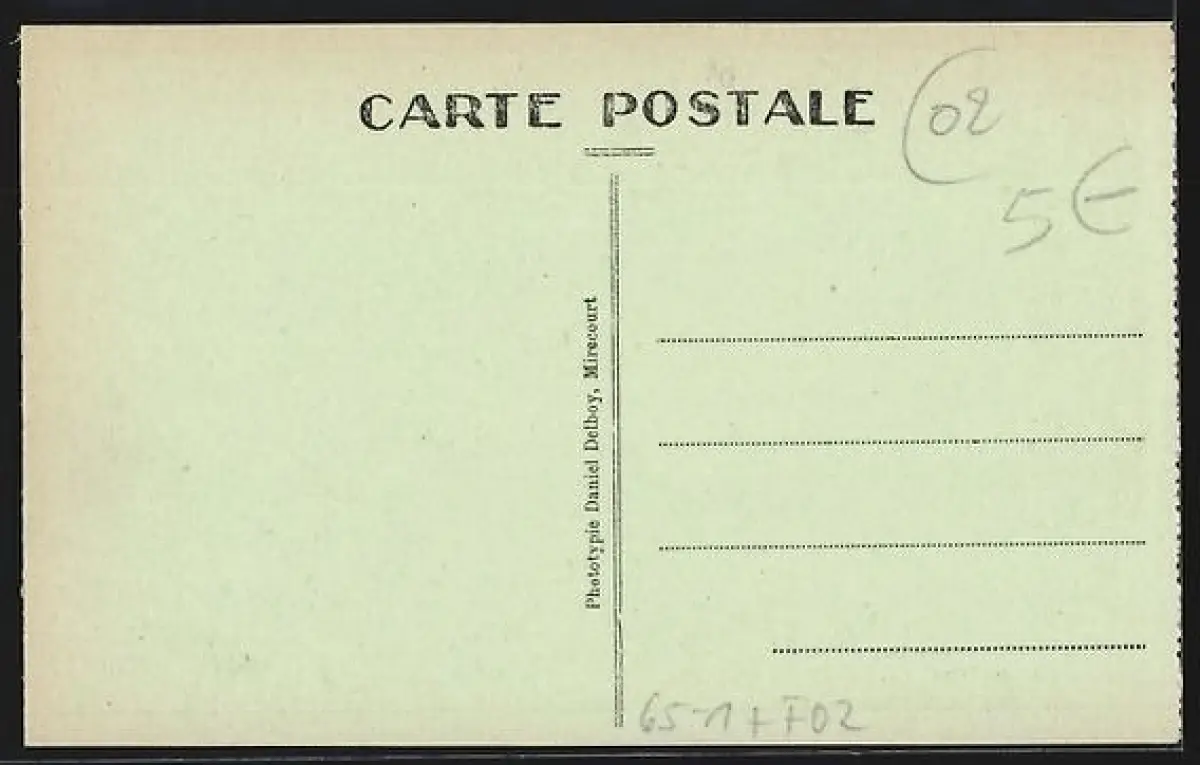 CARTE POSTALE
02
5€
Phototypie Daniel Delboy, Mirecourt
65-1 + F02